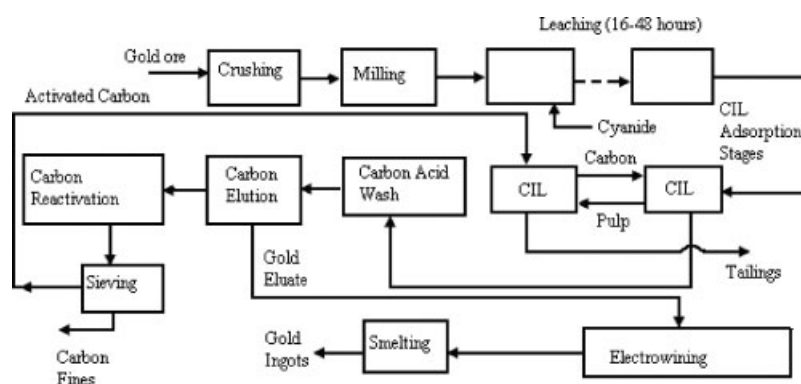 Leaching (16-48 hours)
Gold ore
Crushing
Milling
Activated Carbon
Cyanide
CIL
Adsorption
Stages
Carbon
Reactivation
Carbon
Elution
Carbon Acid
Wash
CIL
Carbon
CIL
Pulp
Tailings
Sieving
Gold
Eluate
Carbon
Fines
Gold
Ingots
Smelting
Electrowining